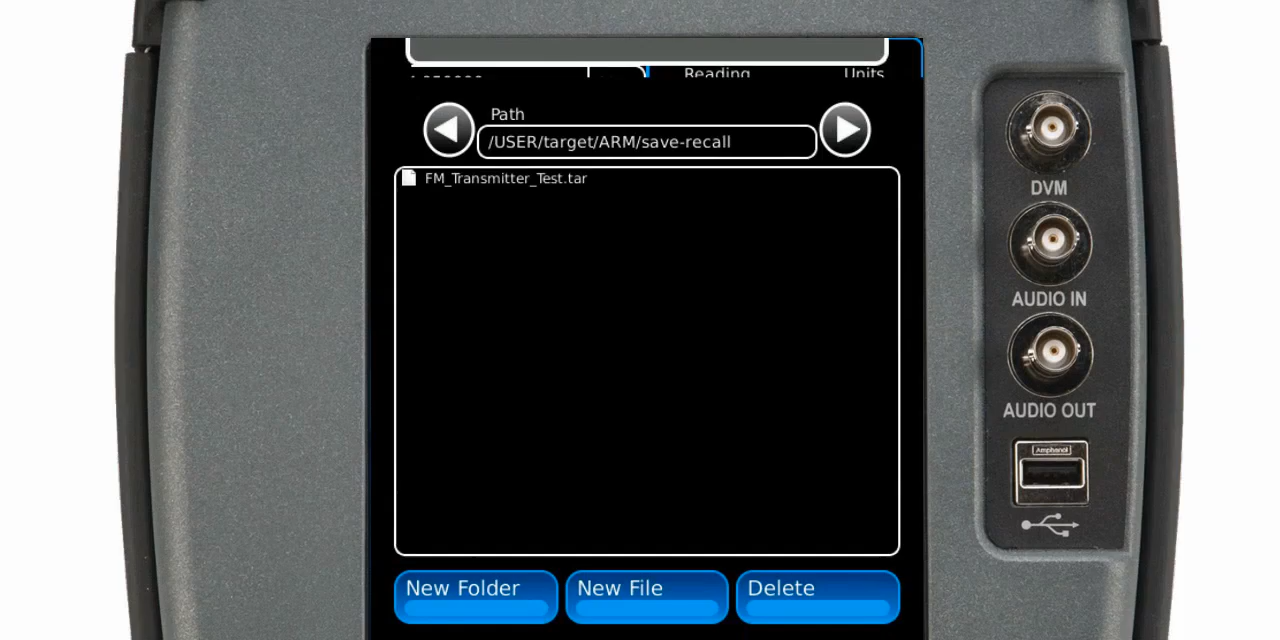 Reading Units
Path
/USER/target/ARM/save-recall
FM_Transmitter_Test.tar
New Folder New File Delete
DVM
AUDIO IN
AUDIO OUT
Amphenol